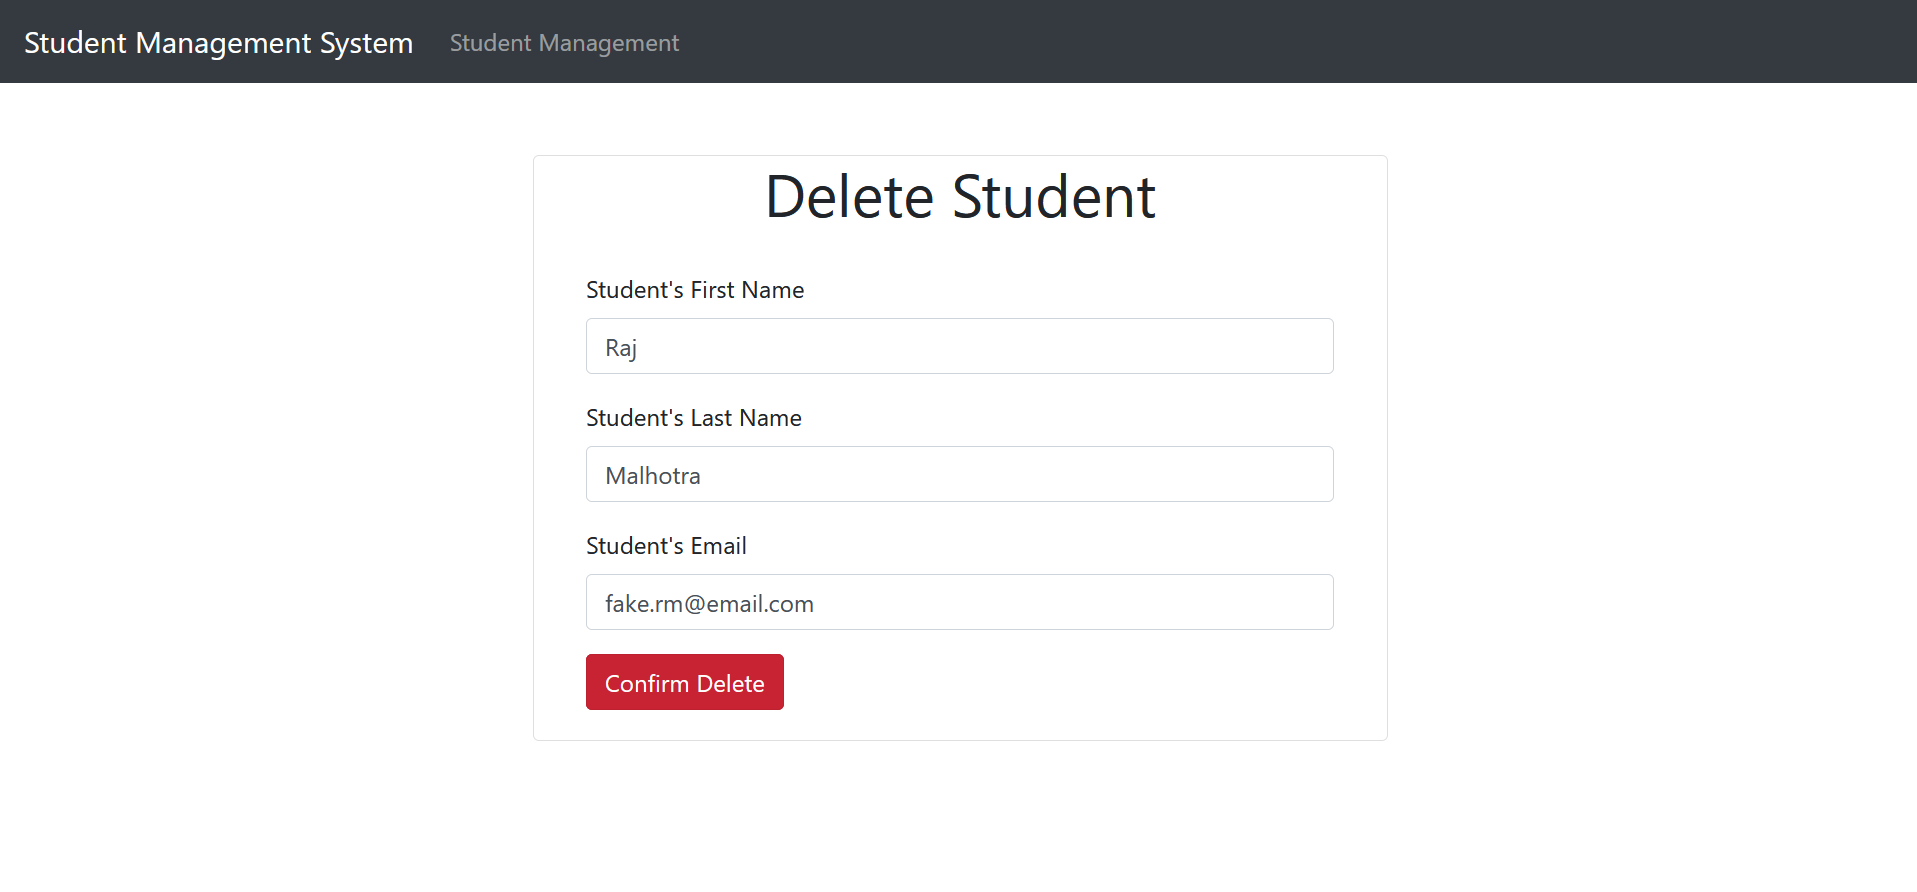 Student Management System Student Management
Delete Student
Student's First Name
Raj
Student's Last Name
Malhotra
Student's Email
fake.rm@email.com
Confirm Delete